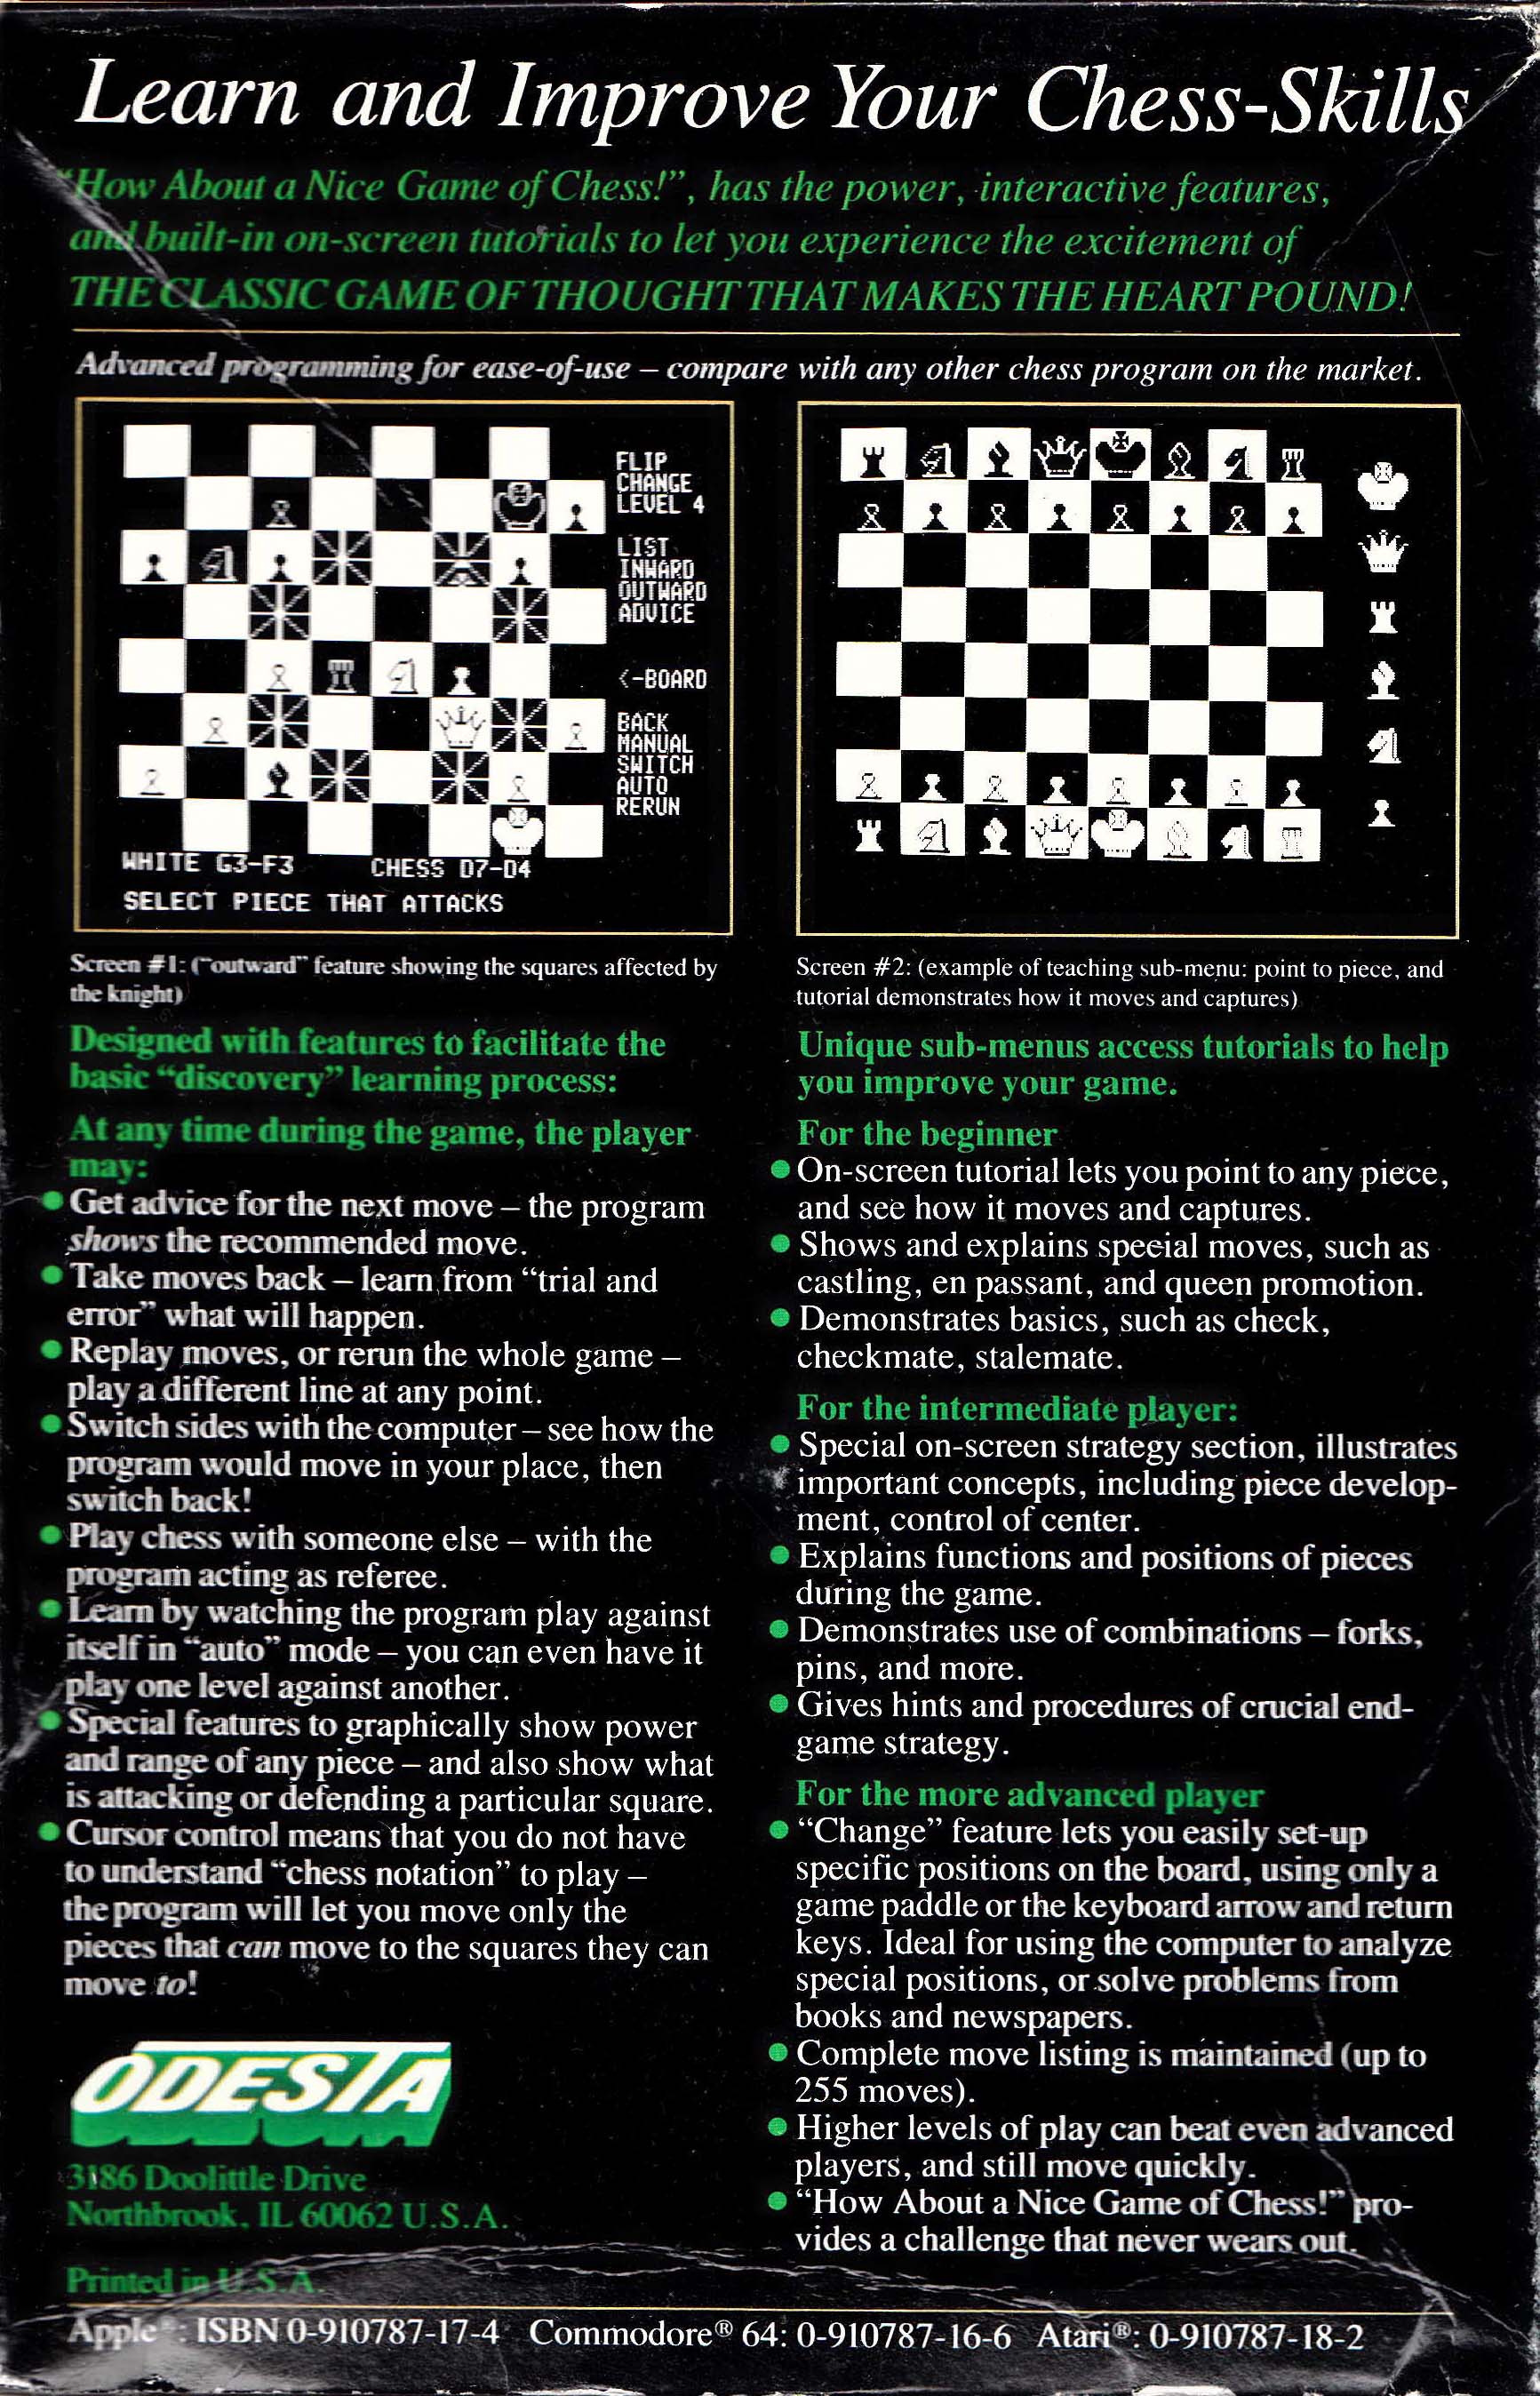 Learn and Improve Your Chess-Skills
"How About a Nice Game of Chess!", has the power, interactive features,
and built-in on-screen tutorials to let you experience the excitement of
THE CLASSIC GAME OF THOUGHT THAT MAKES THE HEART POUND!
Advanced programming for ease-of-use – compare with any other chess program on the market.
FLIP
CHANGE
LEVEL 4
LIST
INWARD
OUTWARD
ADVICE
<-BOARD
BACK
MANUAL
SWITCH
AUTO
RERUN
WHITE G3-F3 CHESS D7-D4
SELECT PIECE THAT ATTACKS
Screen #1: ("outward" feature showing the squares affected by
the knight)
Designed with features to facilitate the
basic "discovery" learning process:
At any time during the game, the player
may:
● Get advice for the next move – the program
shows the recommended move.
● Take moves back – learn from "trial and
error" what will happen.
● Replay moves, or rerun the whole game –
play a different line at any point.
● Switch sides with the computer – see how the
program would move in your place, then
switch back!
● Play chess with someone else – with the
program acting as referee.
● Learn by watching the program play against
itself in "auto" mode – you can even have it
play one level against another.
● Special features to graphically show power
and range of any piece – and also show what
is attacking or defending a particular square.
● Cursor control means that you do not have
to understand "chess notation" to play –
the program will let you move only the
pieces that can move to the squares they can
move to!
ODESTA
3186 Doolittle Drive
Northbrook, IL 60062 U.S.A.
Printed in U.S.A.
Screen #2: (example of teaching sub-menu: point to piece, and
tutorial demonstrates how it moves and captures)
Unique sub-menus access tutorials to help
you improve your game.
For the beginner
● On-screen tutorial lets you point to any piece,
and see how it moves and captures.
● Shows and explains special moves, such as
castling, en passant, and queen promotion.
● Demonstrates basics, such as check,
checkmate, stalemate.
For the intermediate player:
● Special on-screen strategy section, illustrates
important concepts, including piece develop-
ment, control of center.
● Explains functions and positions of pieces
during the game.
● Demonstrates use of combinations – forks,
pins, and more.
● Gives hints and procedures of crucial end-
game strategy.
For the more advanced player
● "Change" feature lets you easily set-up
specific positions on the board, using only a
game paddle or the keyboard arrow and return
keys. Ideal for using the computer to analyze
special positions, or solve problems from
books and newspapers.
● Complete move listing is maintained (up to
255 moves).
● Higher levels of play can beat even advanced
players, and still move quickly.
● "How About a Nice Game of Chess!" pro-
vides a challenge that never wears out.
Apple®: ISBN 0-910787-17-4 Commodore® 64: 0-910787-16-6 Atari®: 0-910787-18-2